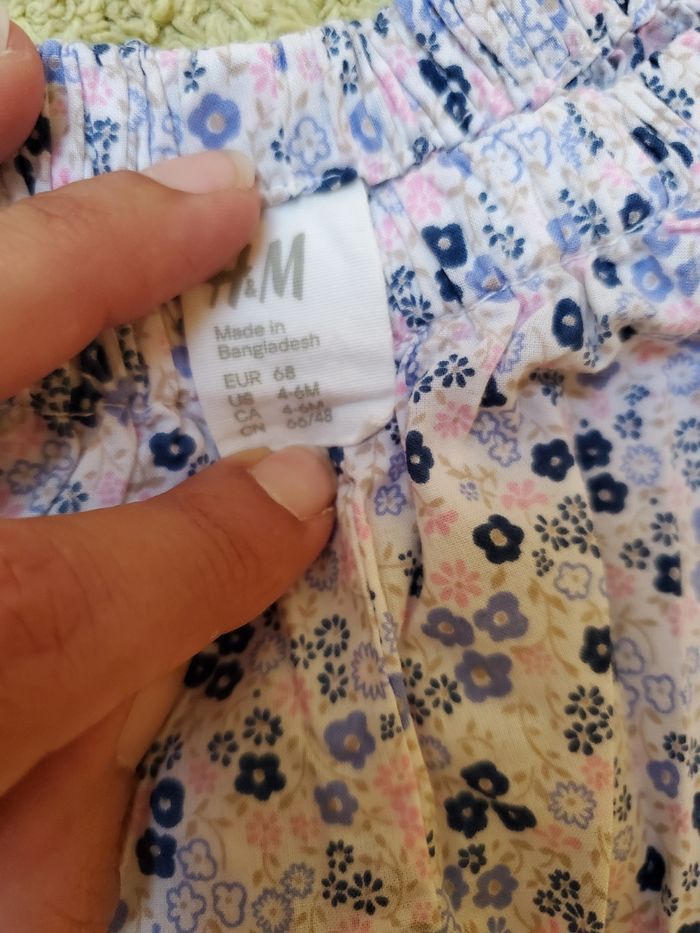 H&M
Made in
Bangladesh
EUR 68
US 4-6M
CA 4-6M
CN 66/48